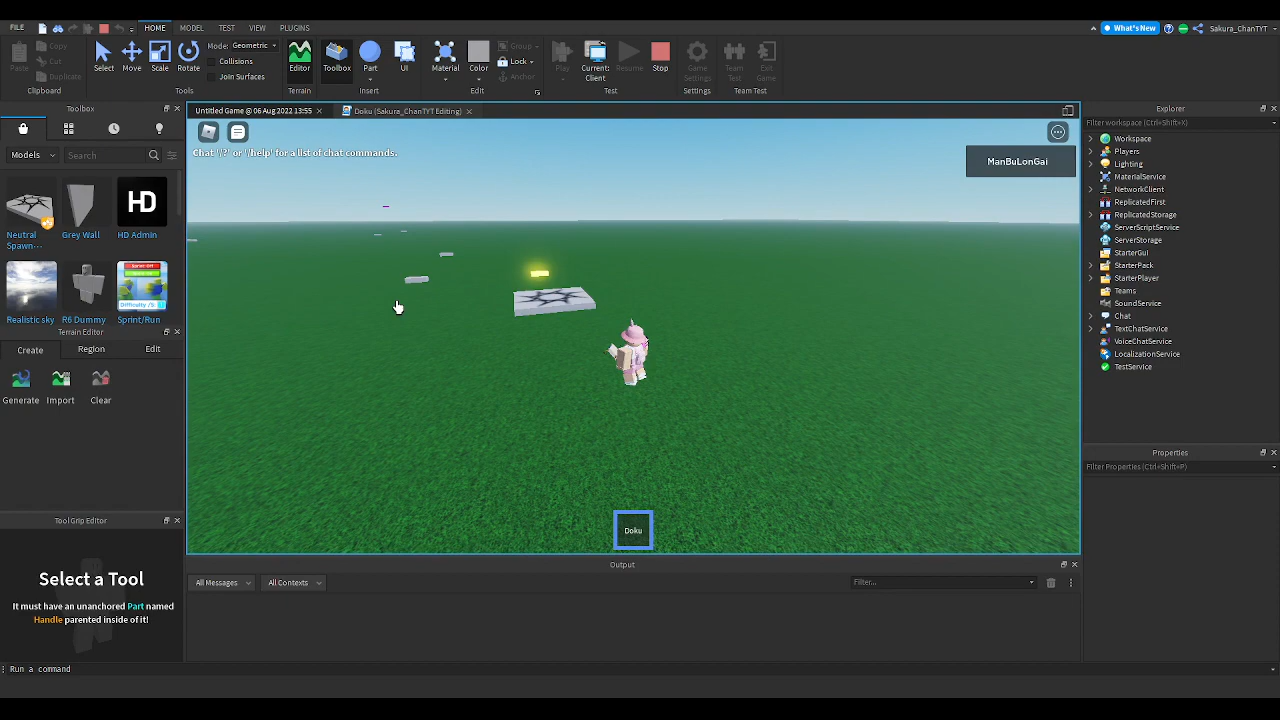 FILE
HOME
MODEL
TEST
VIEW
PLUGINS
What's New
Sakura_ChanTYT
Paste
Copy
Cut
Duplicate
Clipboard
Select
Move
Scale
Rotate
Mode: Geometric
Collisions
Join Surfaces
Tools
Editor
Terrain
Toolbox
Part
UI
Insert
Material
Color
Group
Lock
Anchor
Edit
Play
Current:
Client
Resume
Stop
Test
Game
Settings
Settings
Team
Test
Exit
Game
Team Test
Toolbox
Models
Search
Neutral
Spawn...
Grey Wall
HD
HD Admin
Realistic sky
R6 Dummy
Sprint/Run
Terrain Editor
Create
Region
Edit
Generate
Import
Clear
Tool Grip Editor
Select a Tool
It must have an unanchored Part named
Handle parented inside of it!
Untitled Game @ 06 Aug 2022 13:55
Doku (Sakura_ChanTYT Editing)
Chat '/?' or '/help' for a list of chat commands.
ManBuLonGai
Doku
Output
All Messages
All Contexts
Filter...
Explorer
Filter workspace (Ctrl+Shift+X)
Workspace
Players
Lighting
MaterialService
NetworkClient
ReplicatedFirst
ReplicatedStorage
ServerScriptService
ServerStorage
StarterGui
StarterPack
StarterPlayer
Teams
SoundService
Chat
TextChatService
VoiceChatService
LocalizationService
TestService
Properties
Filter Properties (Ctrl+Shift+P)
Run a command